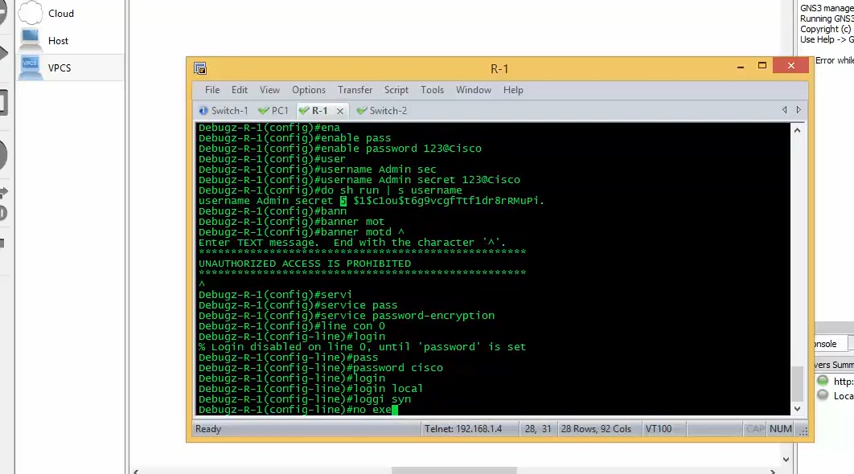 Cloud
Host
VPCS
VPCS
GNS3 manage
Running GNS3
Copyright (c)
Use Help -> G
Error while
R-1
File Edit View Options Transfer Script Tools Window Help
Switch-1 PC1 R-1 Switch-2
Debugz-R-1(config)#ena
Debugz-R-1(config)#enable pass
Debugz-R-1(config)#enable password 123@Cisco
Debugz-R-1(config)#user
Debugz-R-1(config)#username Admin sec
Debugz-R-1(config)#username Admin secret 123@Cisco
Debugz-R-1(config)#do sh run | s username
username Admin secret 5 $1$c1ou$t6g9vcgfTtf1dr8rRMuPi.
Debugz-R-1(config)#bann
Debugz-R-1(config)#banner mot
Debugz-R-1(config)#banner motd ^
Enter TEXT message.  End with the character '^'.
**************************************************
UNAUTHORIZED ACCESS IS PROHIBITED
**************************************************
^
Debugz-R-1(config)#servi
Debugz-R-1(config)#service pass
Debugz-R-1(config)#service password-encryption
Debugz-R-1(config)#line con 0
Debugz-R-1(config-line)#login
% Login disabled on line 0, until 'password' is set
Debugz-R-1(config-line)#pass
Debugz-R-1(config-line)#password cisco
Debugz-R-1(config-line)#login
Debugz-R-1(config-line)#login local
Debugz-R-1(config-line)#loggi syn
Debugz-R-1(config-line)#no exe
Ready Telnet: 192.168.1.4 28, 31 28 Rows, 92 Cols VT100 CAP NUM
onsole
ervers Summ
http:
Loca